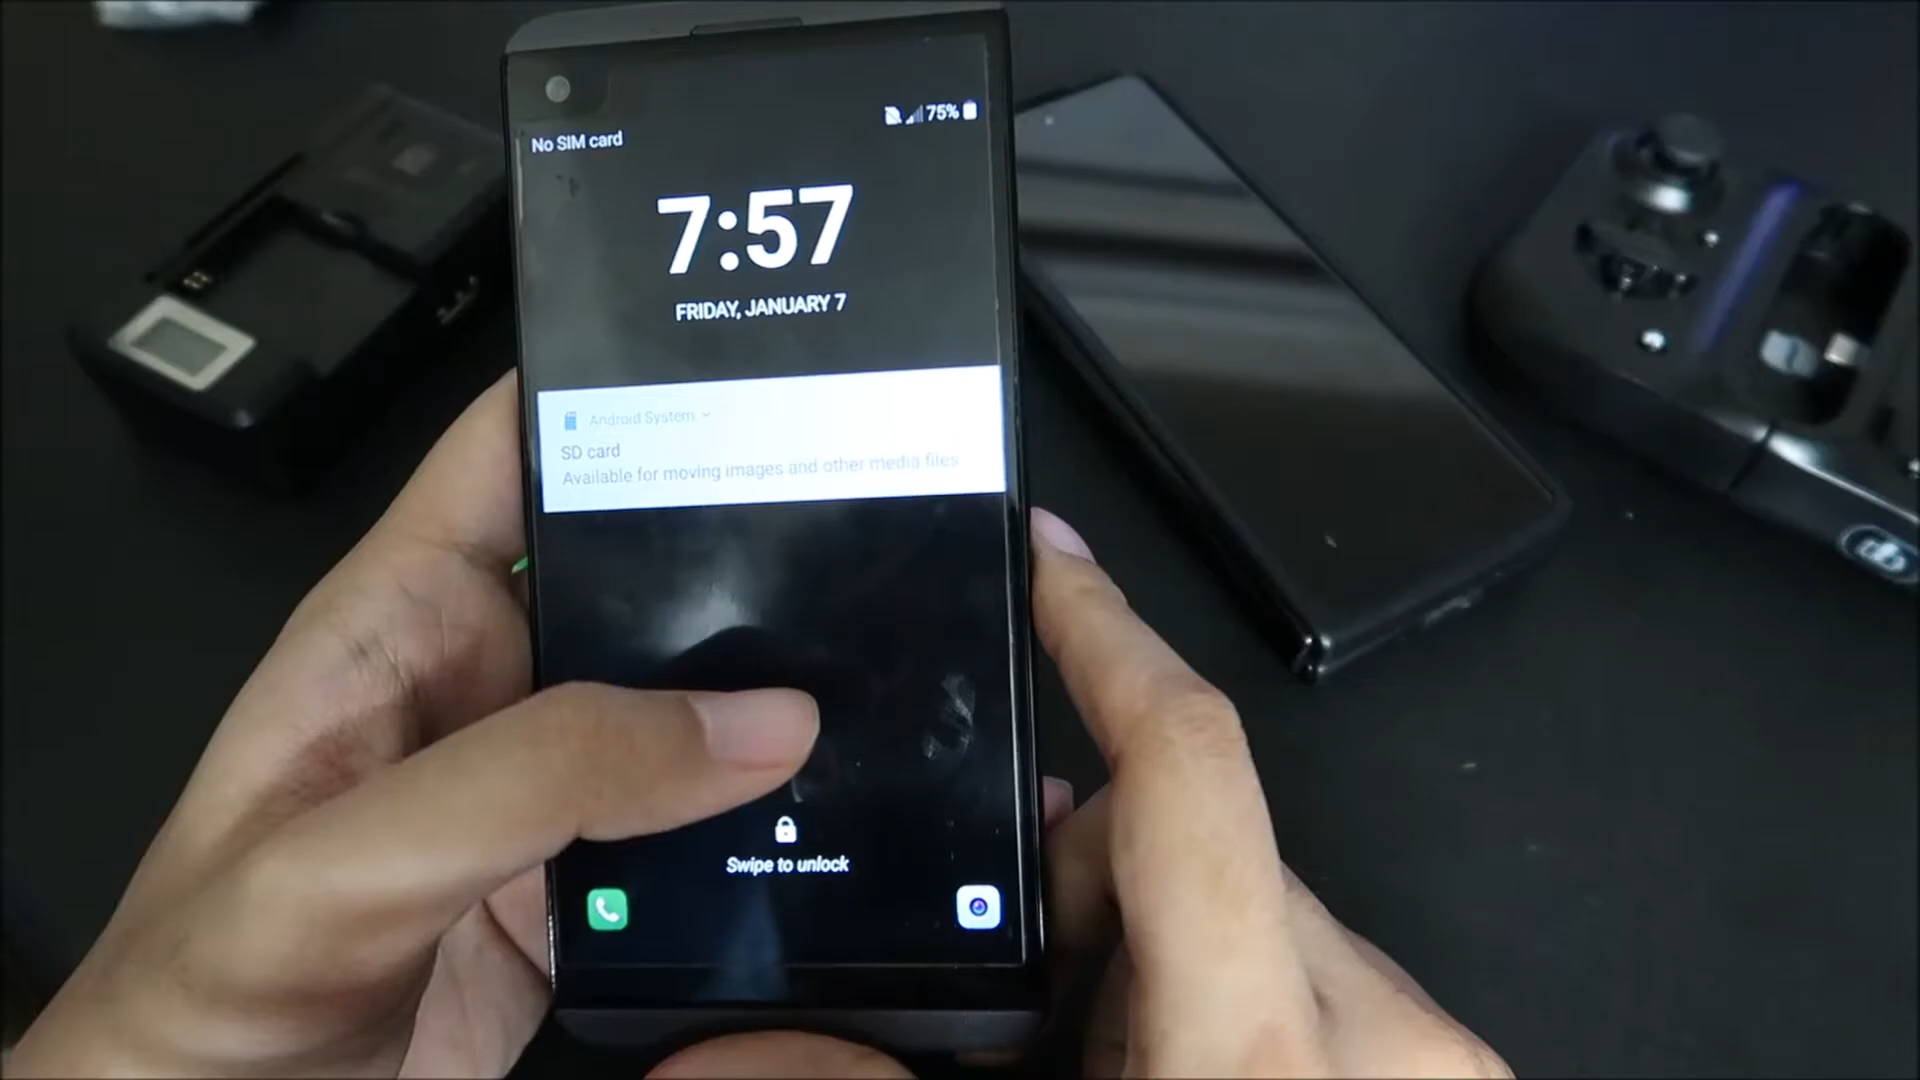 75%
No SIM card
7:57
FRIDAY, JANUARY 7
Android System
SD card
Available for moving images and other media files
Swipe to unlock